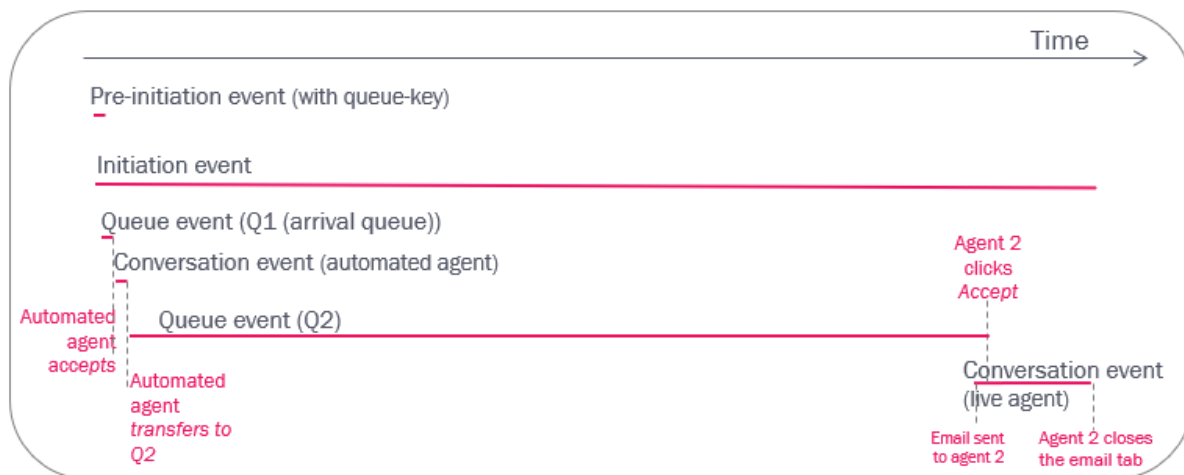 Time
Pre-initiation event (with queue-key)
Initiation event
Queue event (Q1 (arrival queue))
Agent 2
clicks
Accept
Conversation event (automated agent)
Automated
agent
accepts
Queue event (Q2)
Automated
agent
transfers to
Q2
Conversation event
(live agent)
Email sent
to agent 2
Agent 2 closes
the email tab